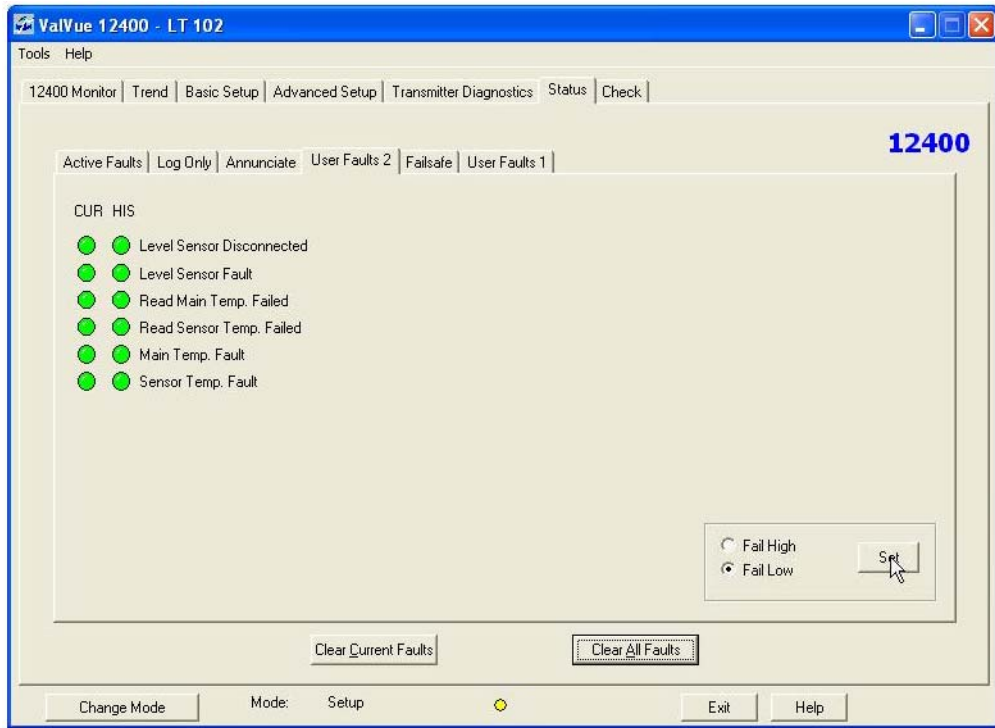 ValVue 12400 - LT 102
Tools Help
12400 Monitor Trend Basic Setup Advanced Setup Transmitter Diagnostics Status Check
12400
Active Faults Log Only Annunciate User Faults 2 Failsafe User Faults 1
CUR HIS
Level Sensor Disconnected
Level Sensor Fault
Read Main Temp. Failed
Read Sensor Temp. Failed
Main Temp. Fault
Sensor Temp. Fault
Fail High
Fail Low
Set
Clear Current Faults Clear All Faults
Change Mode Mode: Setup Exit Help